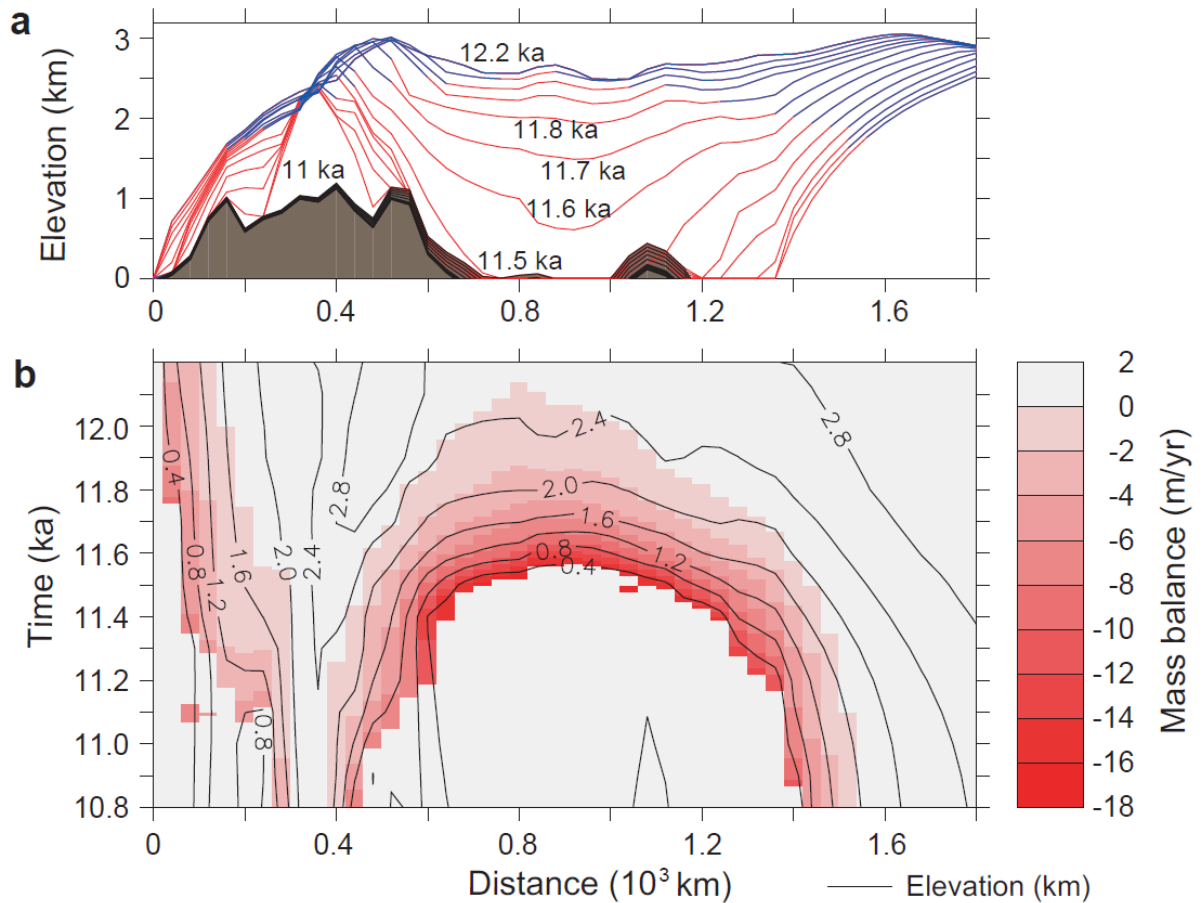 a
Elevation (km)
3
2
1
0
12.2 ka
11.8 ka
11.7 ka
11.6 ka
11.5 ka
11 ka
0 0.4 0.8 1.2 1.6
b
Time (ka)
12.0
11.8
11.6
11.4
11.2
11.0
10.8
0.4
0.8
1.2
1.6
2.0
2.4
2.8
0.8
2.4
2.0
1.6
0.8
1.2
0.4
2.8
0 0.4 0.8 1.2 1.6
Distance (10³ km)
Elevation (km)
2
0
-2
-4
-6
-8
-10
-12
-14
-16
-18
Mass balance (m/yr)